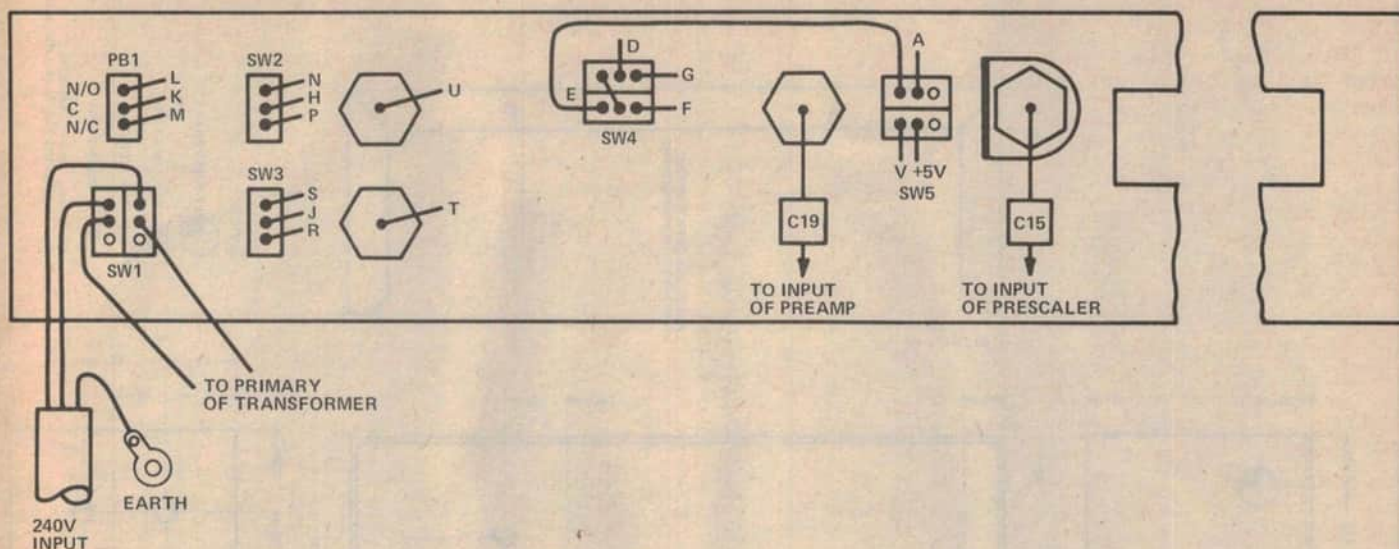 PB1
N/O
C
N/C
L
K
M
SW2
N
H
P
U
D
G
E
F
SW4
A
V +5V
SW5
SW1
SW3
S
J
R
T
C19
TO INPUT
OF PREAMP
C15
TO INPUT
OF PRESCALER
TO PRIMARY
OF TRANSFORMER
EARTH
240V
INPUT